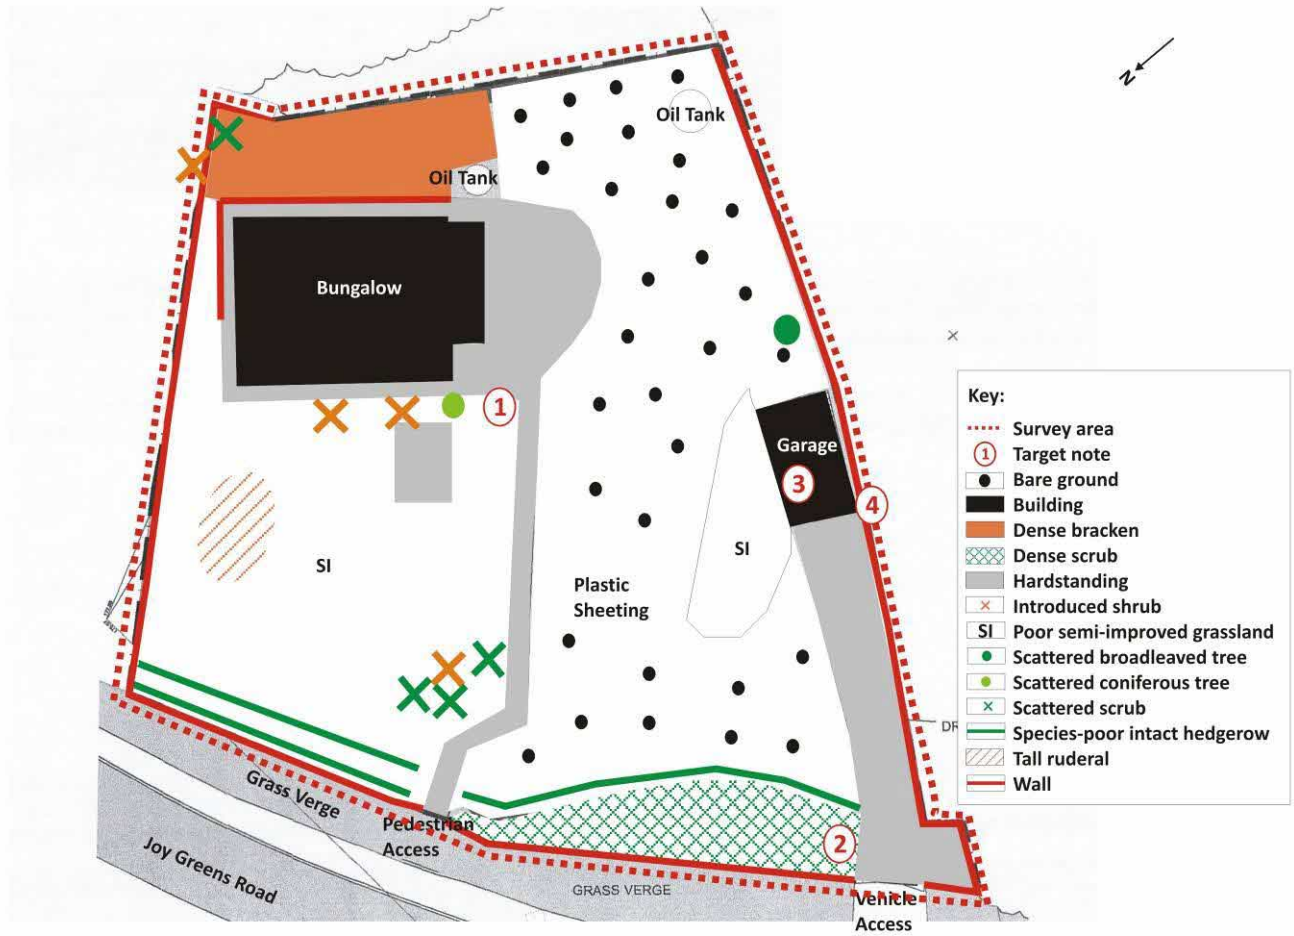 N
Oil Tank
Oil Tank
Bungalow
1
Garage
3
4
SI
SI
Plastic
Sheeting
DR
Grass Verge
Pedestrian
Access
2
Joy Greens Road
GRASS VERGE
Vehicle
Access
Key:
Survey area
1 Target note
Bare ground
Building
Dense bracken
Dense scrub
Hardstanding
Introduced shrub
SI Poor semi-improved grassland
Scattered broadleaved tree
Scattered coniferous tree
Scattered scrub
Species-poor intact hedgerow
Tall ruderal
Wall